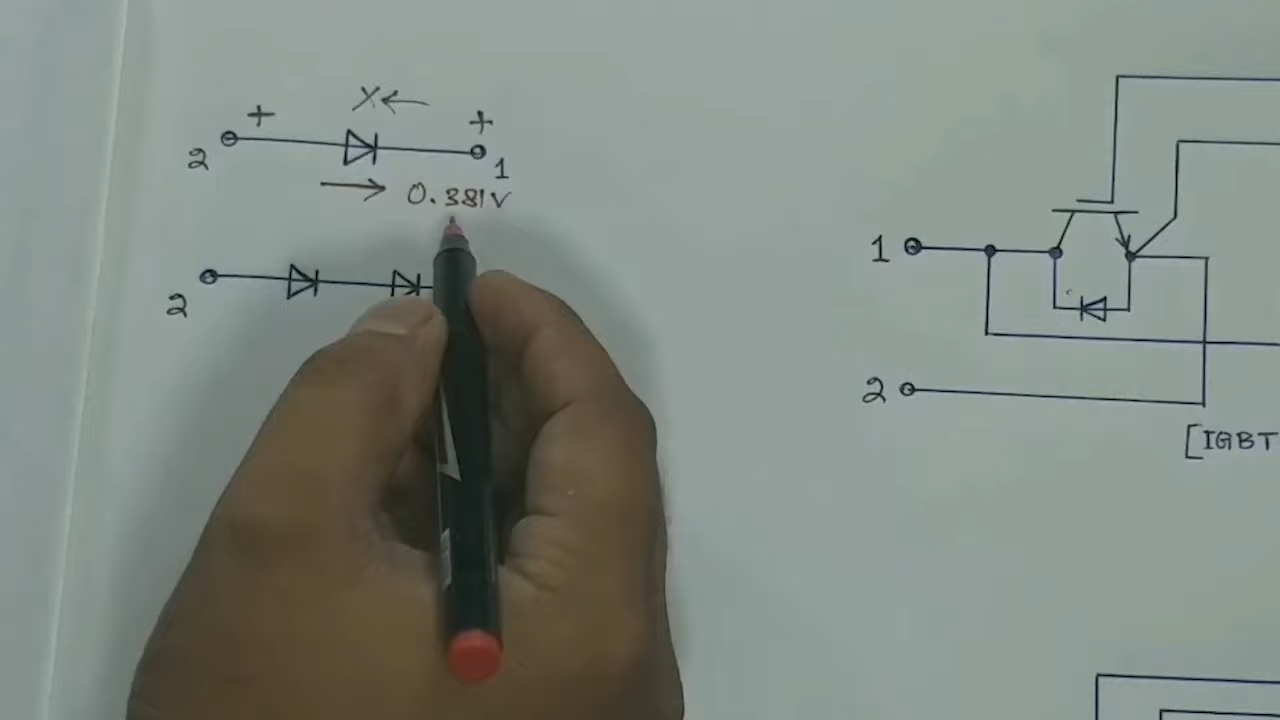 X←
+ +
2 1
→ 0.381V
2
1
2
[IGBT